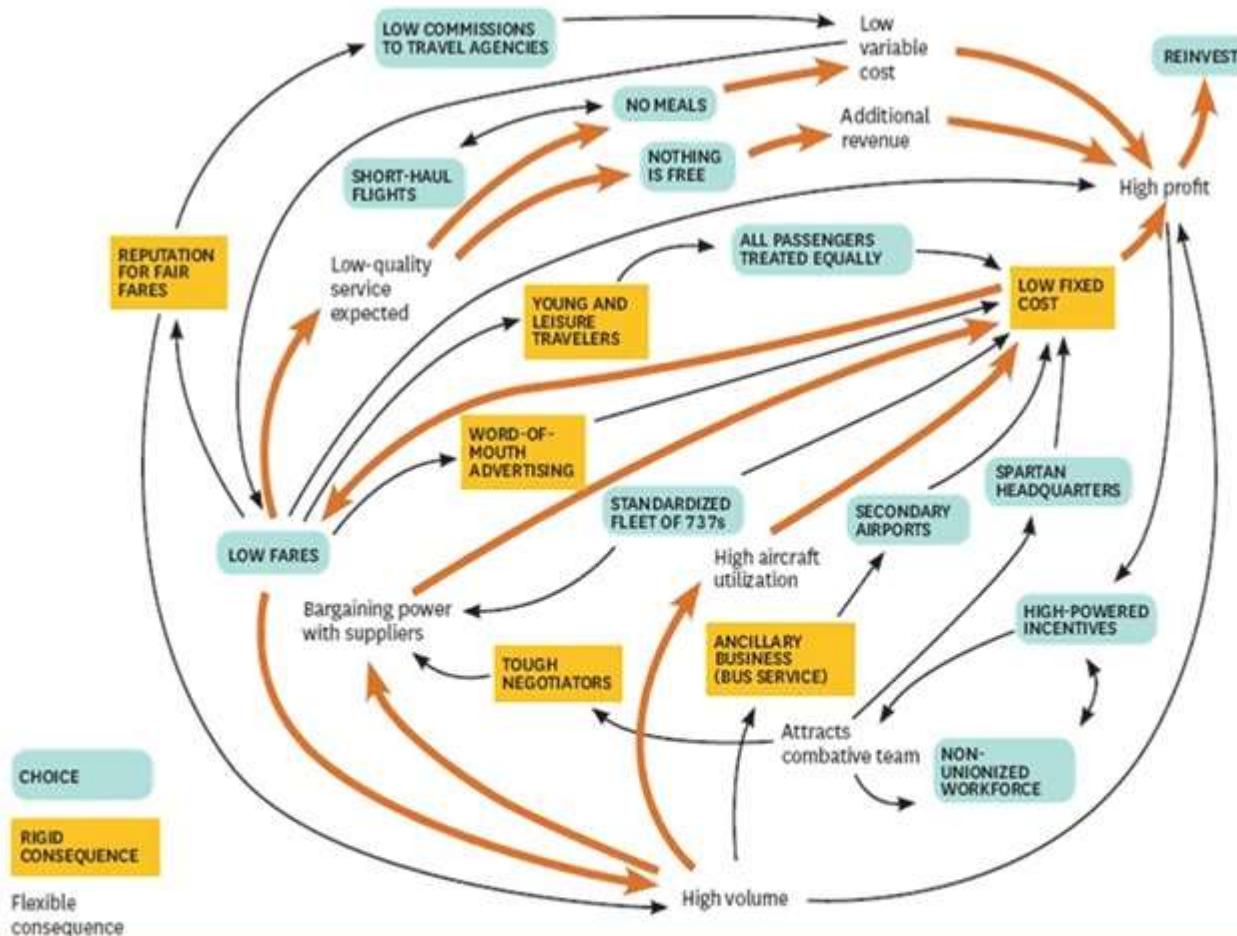 LOW COMMISSIONS
TO TRAVEL AGENCIES
Low
variable
cost
REINVEST
NO MEALS
Additional
revenue
SHORT-HAUL
FLIGHTS
NOTHING
IS FREE
High profit
REPUTATION
FOR FAIR
FARES
Low-quality
service
expected
ALL PASSENGERS
TREATED EQUALLY
YOUNG AND
LEISURE
TRAVELERS
LOW FIXED
COST
WORD-OF-
MOUTH
ADVERTISING
STANDARDIZED
FLEET OF 737s
SECONDARY
AIRPORTS
SPARTAN
HEADQUARTERS
LOW FARES
High aircraft
utilization
Bargaining power
with suppliers
HIGH-POWERED
INCENTIVES
TOUGH
NEGOTIATORS
ANCILLARY
BUSINESS
(BUS SERVICE)
Attracts
combative team
NON-
UNIONIZED
WORKFORCE
CHOICE
RIGID
CONSEQUENCE
High volume
Flexible
consequence